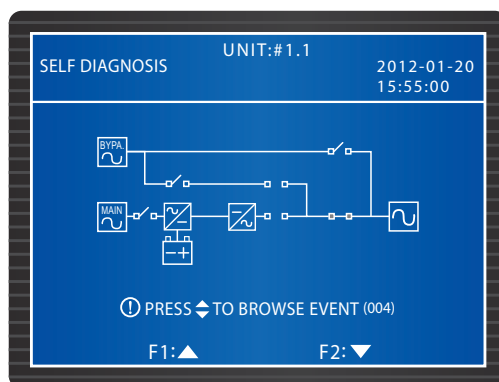 UNIT:#1.1
SELF DIAGNOSIS
2012-01-20
15:55:00
BYPA.
MAIN
PRESS TO BROWSE EVENT (004)
F1: F2: